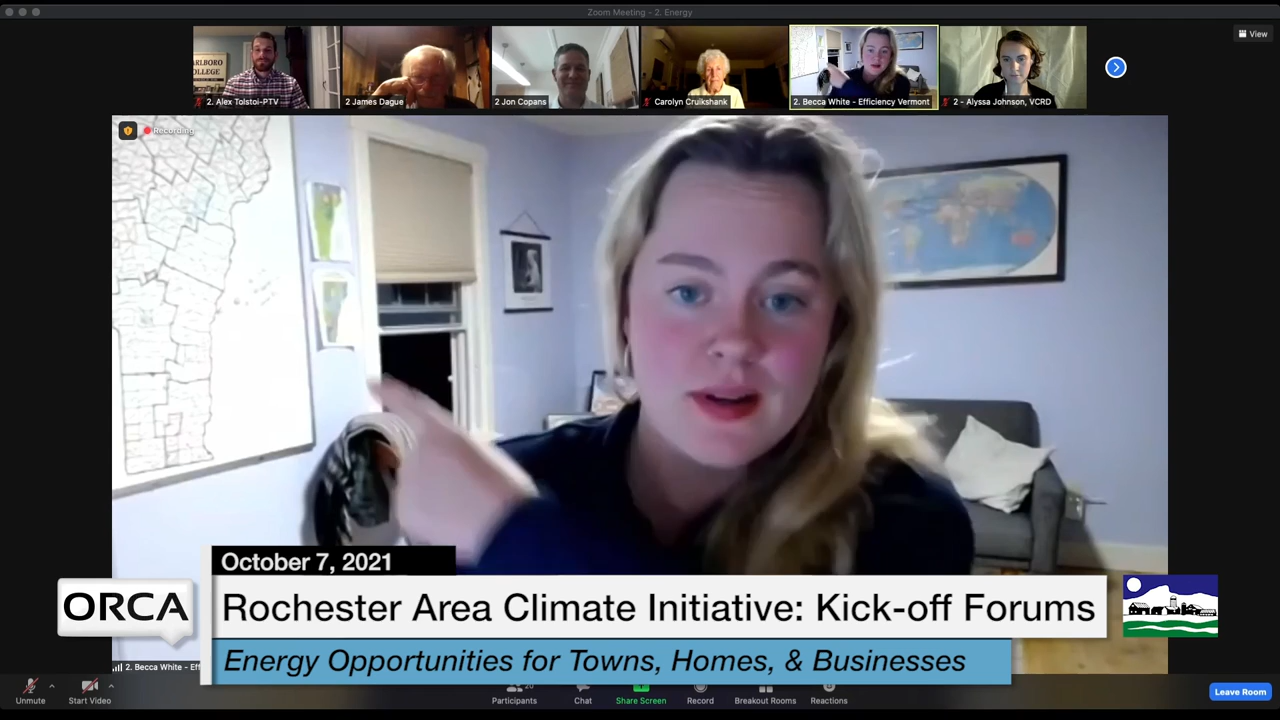 Zoom Meeting - 2. Energy
View
ARLBORO
COLLEGE
2. Alex Tolstoi-PTV
2 James Dague
2 Jon Copans
Carolyn Cruikshank
2. Becca White - Efficiency Vermont
2 - Alyssa Johnson, VCRD
Recording
October 7, 2021
ORCA
Rochester Area Climate Initiative: Kick-off Forums
Energy Opportunities for Towns, Homes, & Businesses
2. Becca White - Eff
Unmute
Start Video
Participants
Chat
Share Screen
Record
Breakout Rooms
Reactions
Leave Room